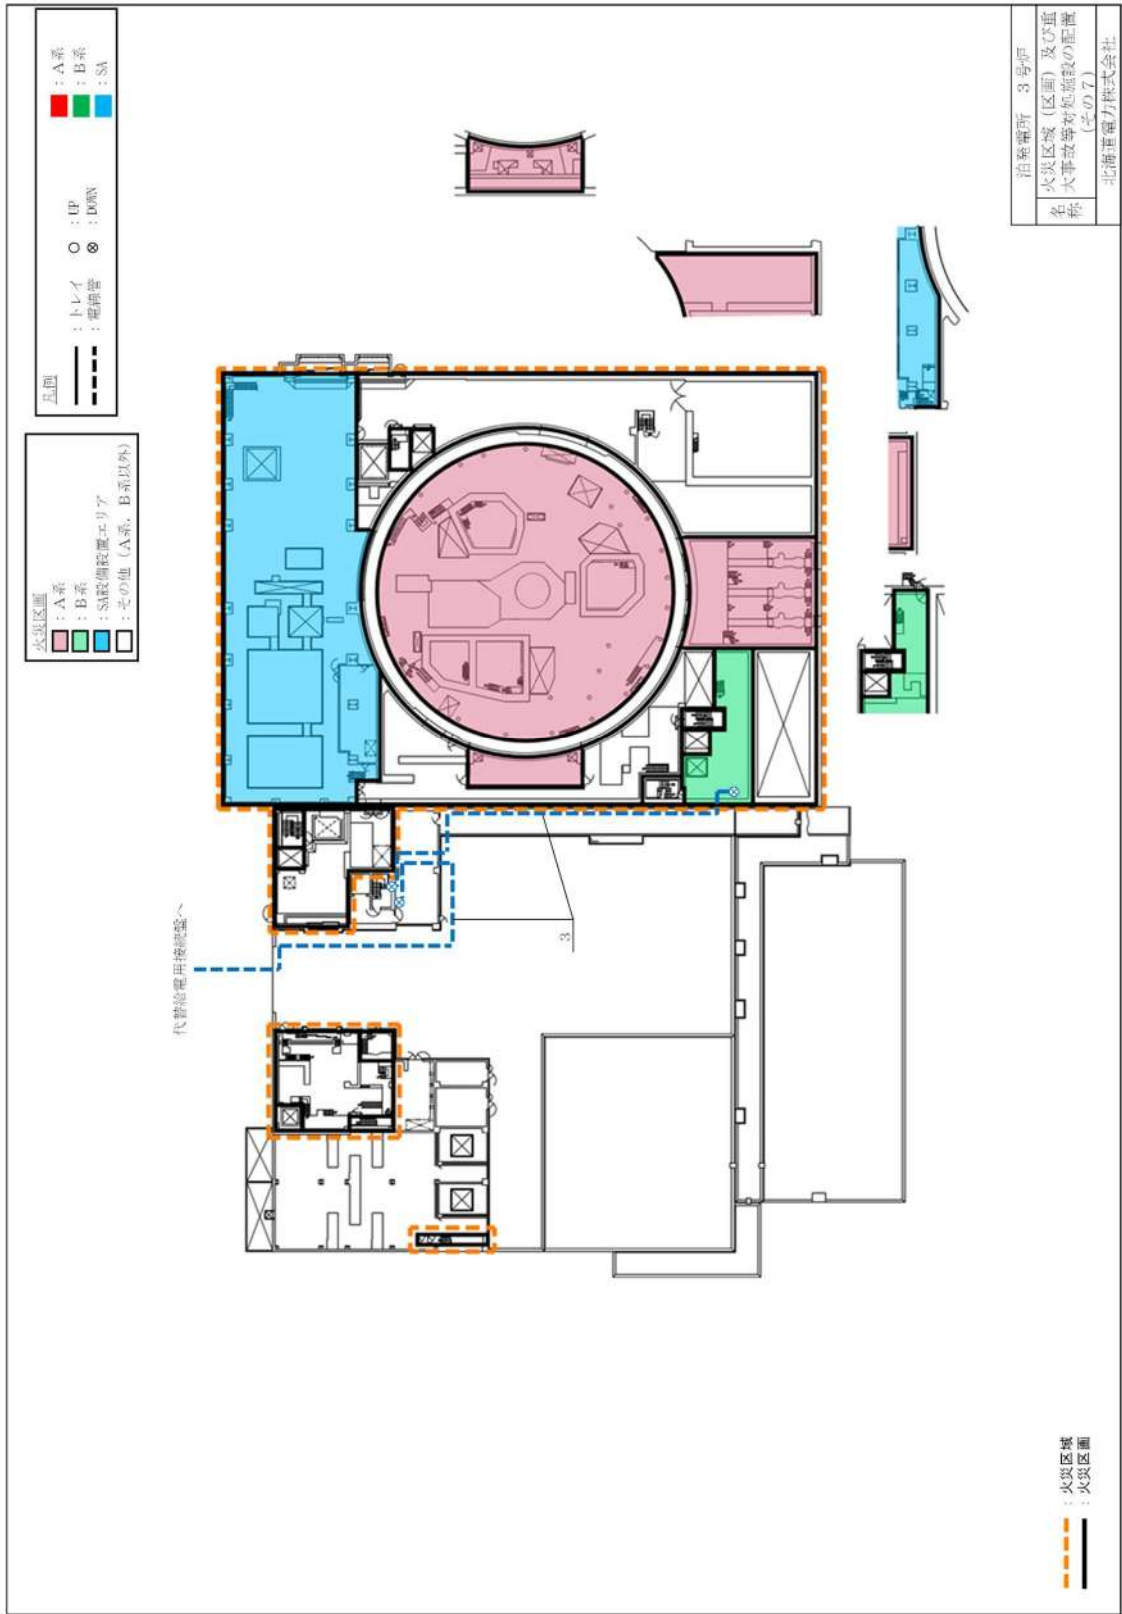 火災区画
：A系
：B系
：SA設備設置エリア
：その他（A系，B系以外）
凡例
：トレイ
：電線管
○：UP
⊗：DOWN
：A系
：B系
：SA
代替給電用接続盤へ
3
：火災区域
：火災区画
泊発電所　3号炉
名称
火災区域（区画）及び重
大事故等対処施設の配置
（その7）
北海道電力株式会社